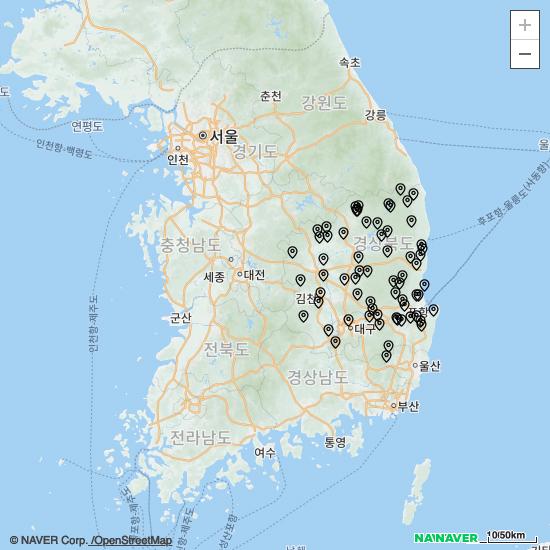 +
−
속초
춘천
강원도
강릉
도
연평도
서울
울
인천
경기도
인천항-백령도
후포항-울릉도(사동항)
충청남도
경상북도
세종
대전
김천
포항
인천항-제주도
군산
대구
전북도
경상남도
울산
부산
전라남도
여수
통영
© NAVER Corp. /OpenStreetMap
NAVER
10/50km